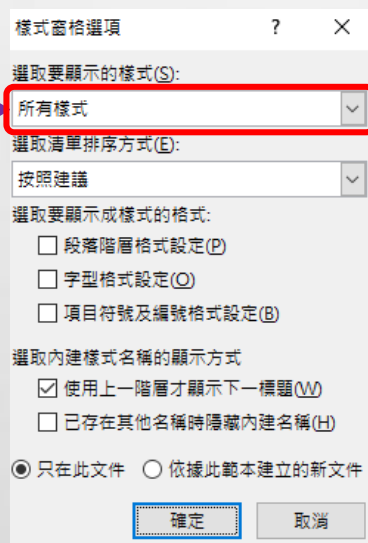 樣式窗格選項 ?
選取要顯示的樣式(S):
所有樣式
選取清單排序方式(E):
按照建議
選取要顯示成樣式的格式:
段落階層格式設定(P)
字型格式設定(O)
項目符號及編號格式設定(B)
選取內建樣式名稱的顯示方式
使用上一階層才顯示下一標題(W)
已存在其他名稱時隱藏內建名稱(H)
只在此文件 依據此範本建立的新文件
確定 取消